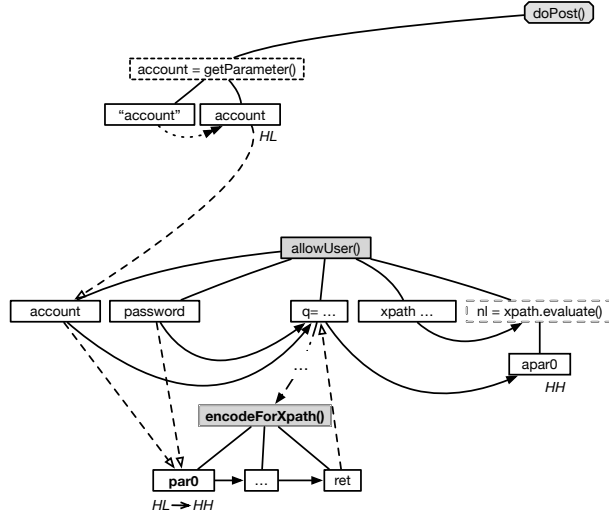 doPost()
account = getParameter()
“account”
account
HL
allowUser()
account
password
q= ...
xpath ...
nl = xpath.evaluate()
...
apar0
HH
encodeForXpath()
par0
...
ret
HL → HH